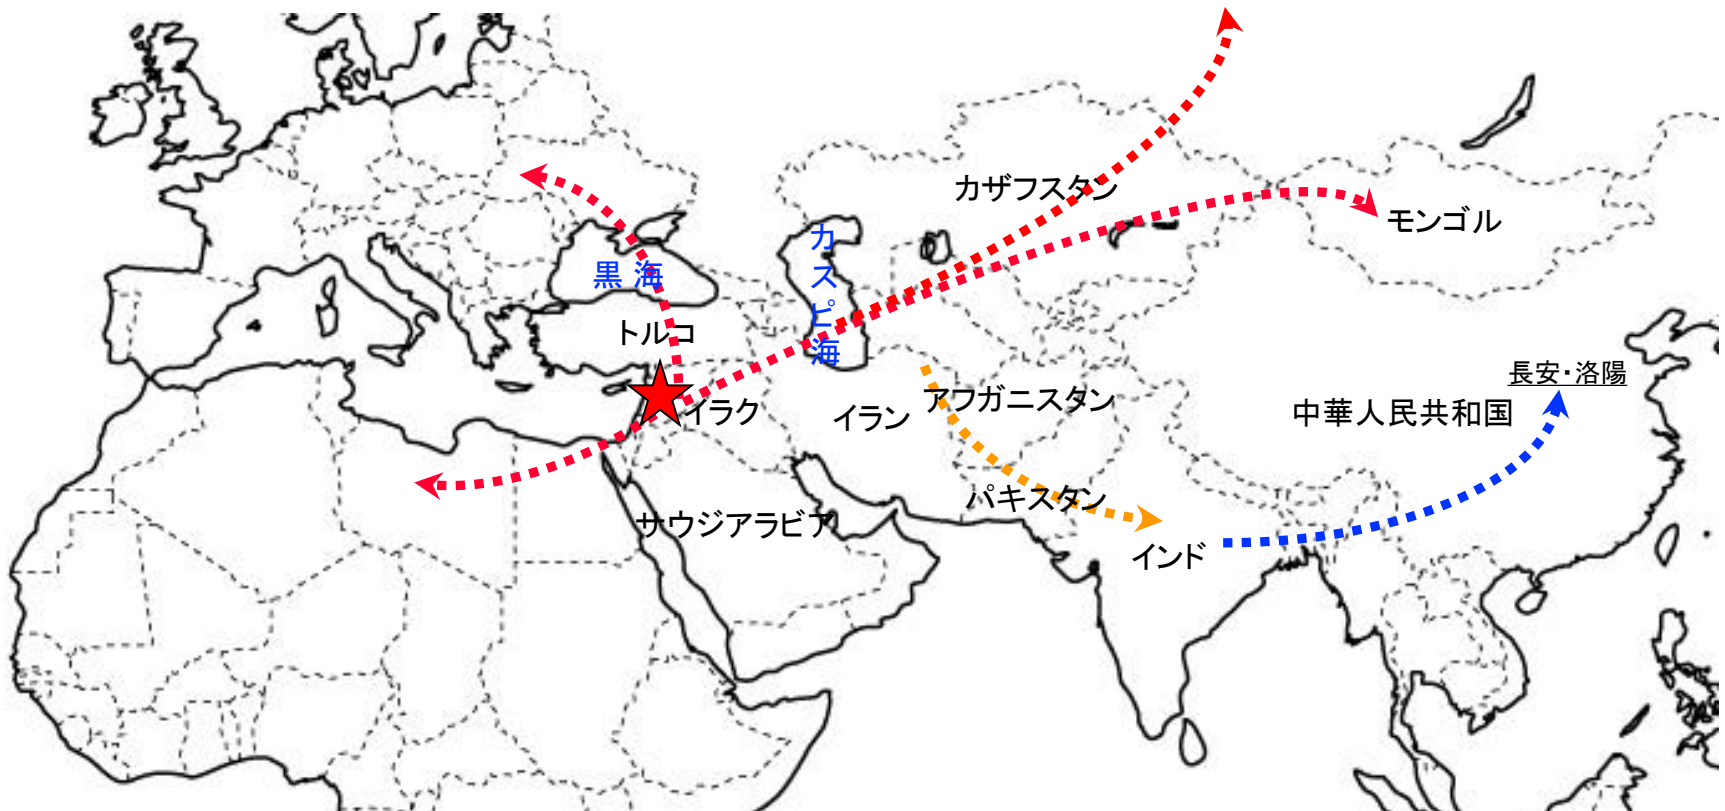 カザフスタン
モンゴル
黒 海
カスピ海
トルコ
長安・洛陽
イラク
イラン
アフガニスタン
中華人民共和国
パキスタン
サウジアラビア
インド